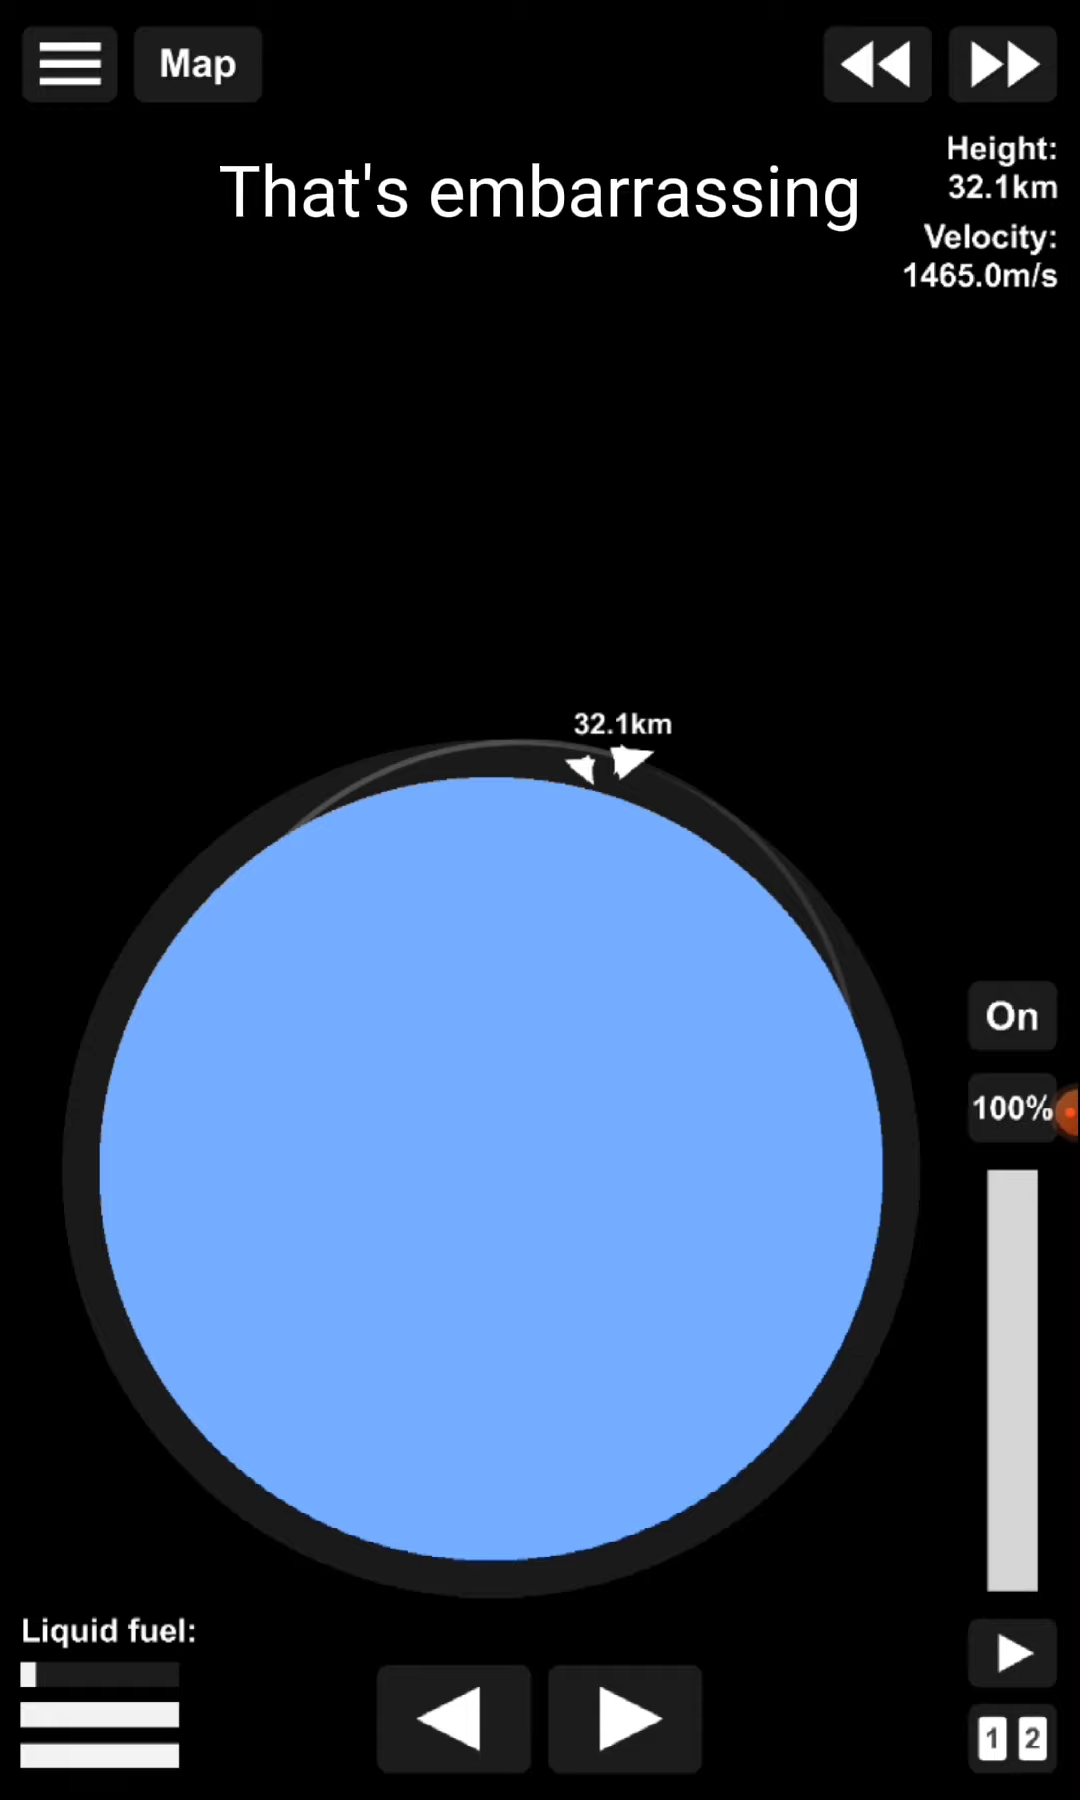 Map
Height:
32.1km
That's embarrassing
Velocity:
1465.0m/s
32.1km
On
100%
Liquid fuel:
1 2